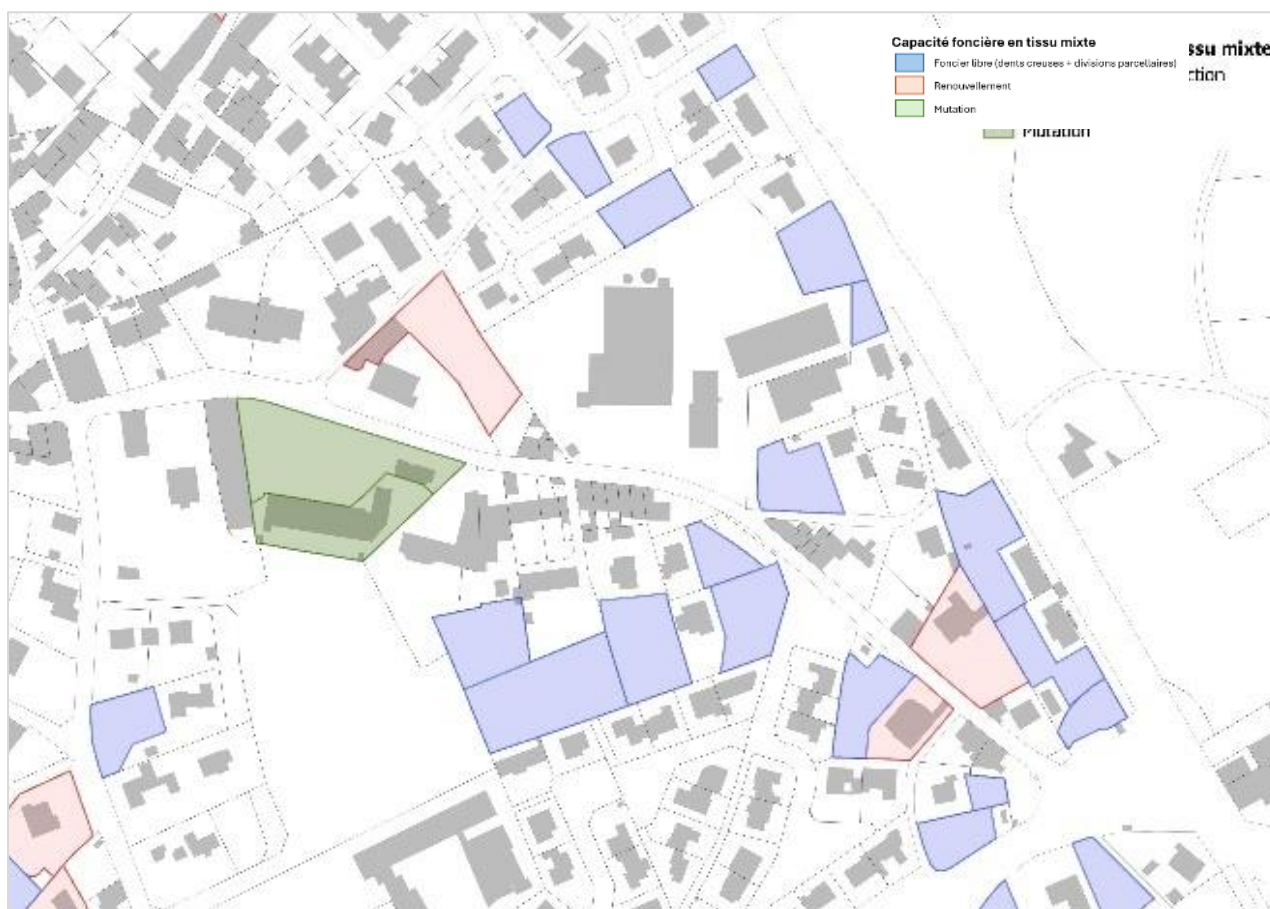 Capacité foncière en tissu mixte
Foncier libre (dents creuses + divisions parcellaires)
Renouvellement
Mutation
ssu mixte
ction
Mutation